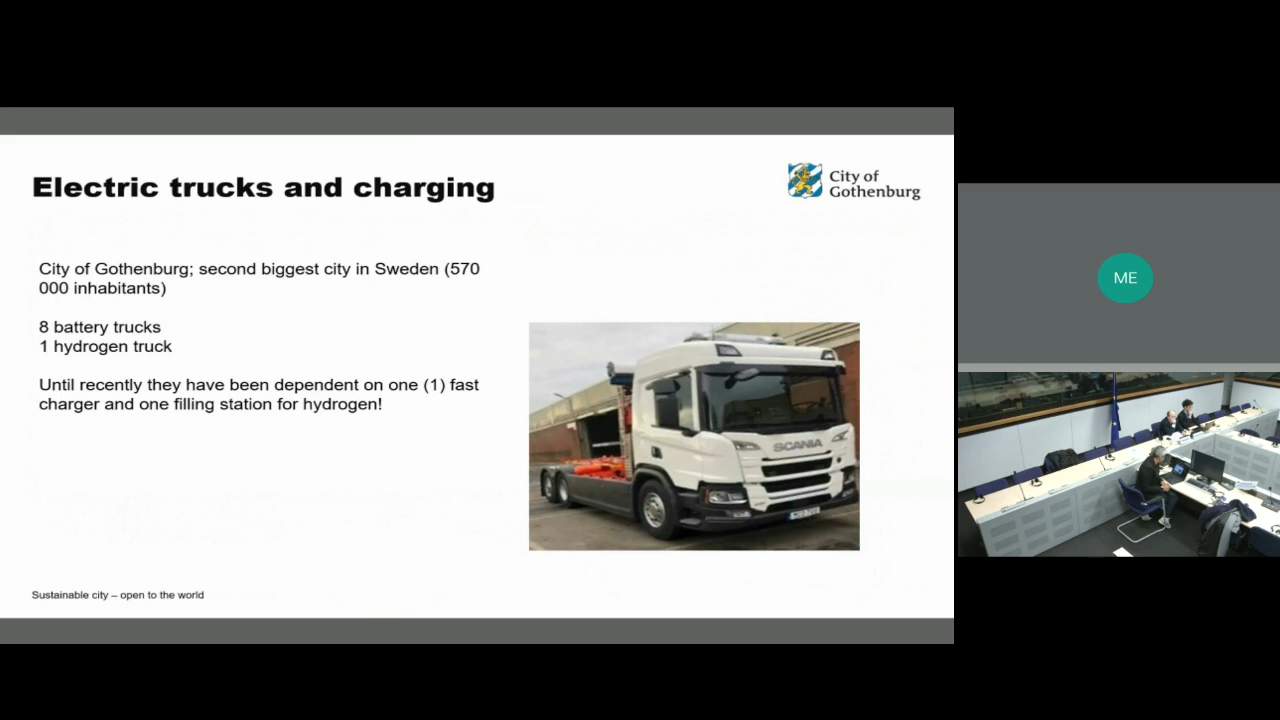 Electric trucks and charging
City of
Gothenburg
City of Gothenburg; second biggest city in Sweden (570
000 inhabitants)
8 battery trucks
1 hydrogen truck
Until recently they have been dependent on one (1) fast
charger and one filling station for hydrogen!
SCANIA
Sustainable city – open to the world
ME